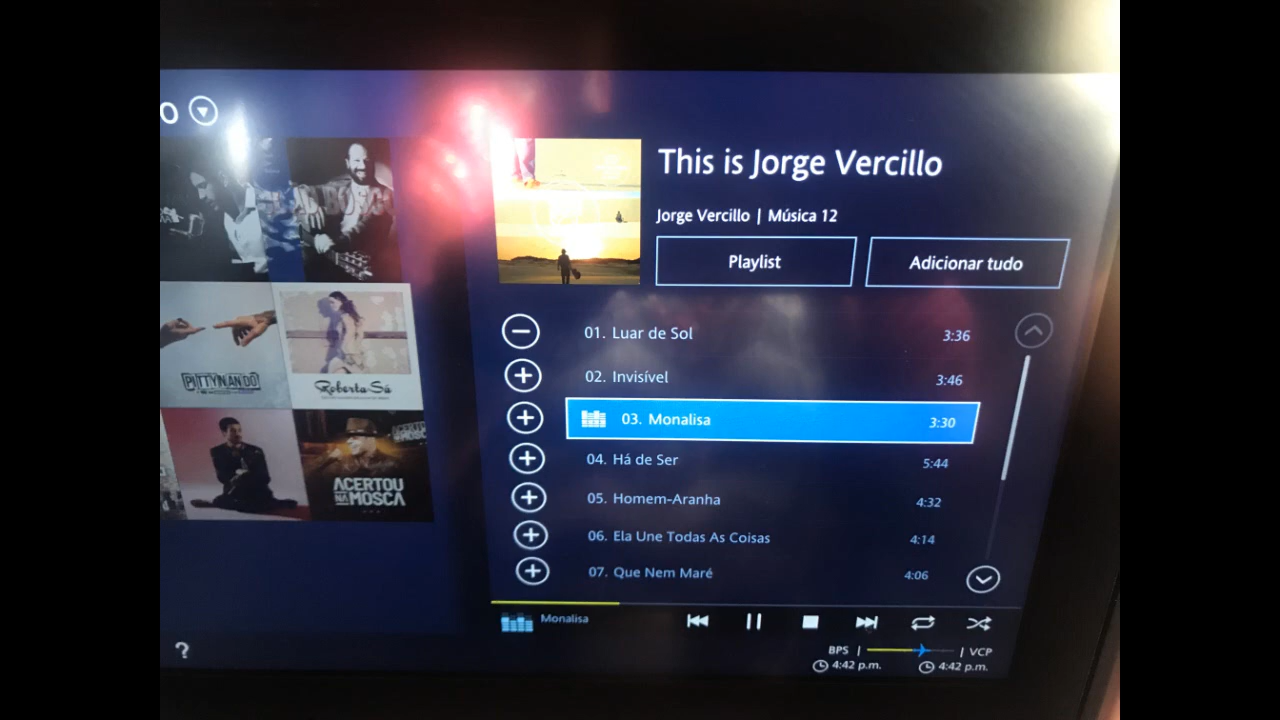 O
This is Jorge Vercillo
Jorge Vercillo | Música 12
Playlist
Adicionar tudo
01. Luar de Sol 3:36
02. Invisível 3:46
03. Monalisa 3:30
04. Há de Ser 5:44
05. Homem-Aranha 4:32
06. Ela Une Todas As Coisas 4:14
07. Que Nem Maré 4:06
PITTYNANDO
Roberta Sá
ACERTOU
NA MOSCA
Monalisa
?
BPS | | VCP
4:42 p.m. 4:42 p.m.